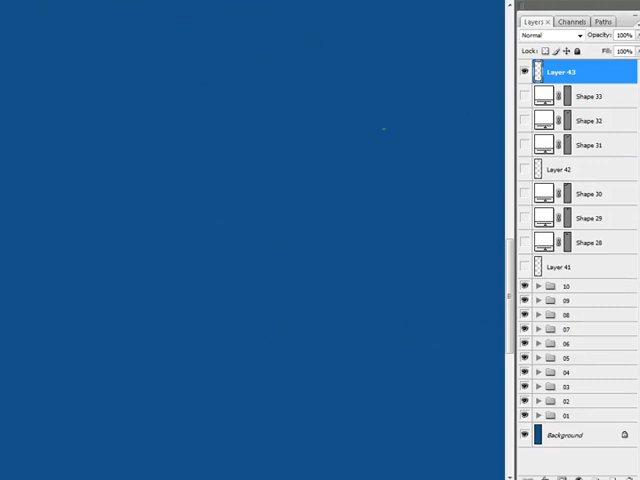 Layers × Channels Paths
Normal Opacity: 100%
Lock: Fill: 100%
Layer 43
Shape 33
Shape 32
Shape 31
Layer 42
Shape 30
Shape 29
Shape 28
Layer 41
10
09
08
07
06
05
04
03
02
01
Background